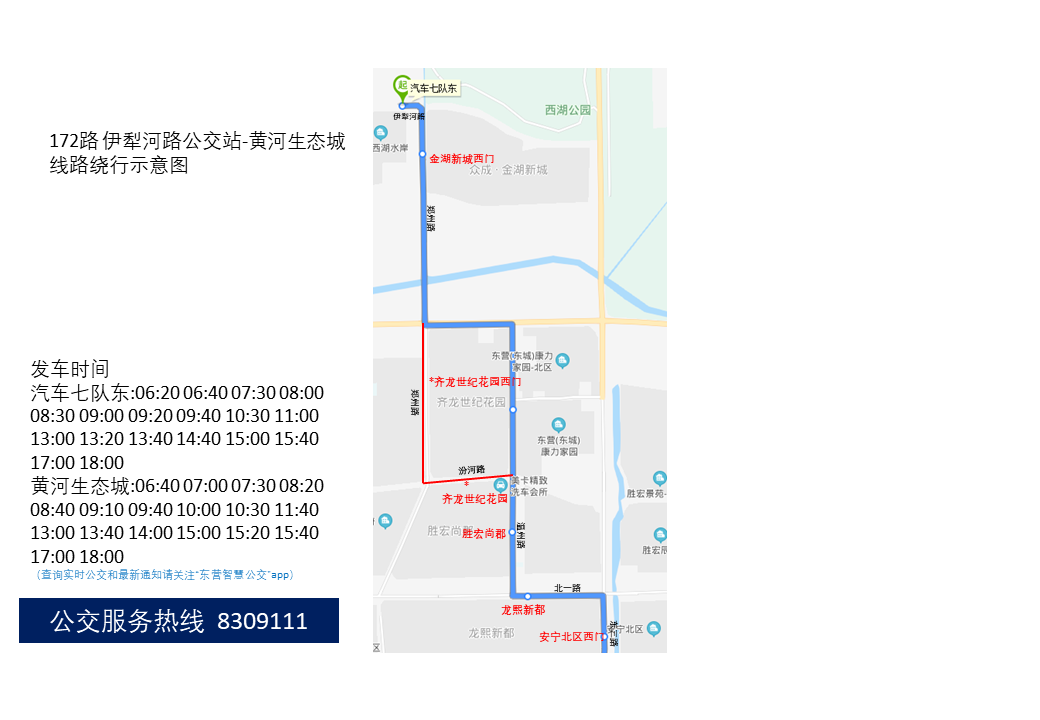 172路 伊犁河路公交站-黄河生态城
线路绕行示意图
发车时间
汽车七队东:06:20 06:40 07:30 08:00
08:30 09:00 09:20 09:40 10:30 11:00
13:00 13:20 13:40 14:40 15:00 15:40
17:00 18:00
黄河生态城:06:40 07:00 07:30 08:20
08:40 09:10 09:40 10:00 10:30 11:40
13:00 13:40 14:00 15:00 15:20 15:40
17:00 18:00
（查询实时公交和最新通知请关注“东营智慧公交”app）
公交服务热线 8309111
起
汽车七队东
伊犁河路
西湖公园
西湖水岸
金湖新城西门
众成·金湖新城
郑州路
东营(东城)康力
家园-北区
*齐龙世纪花园西门
齐龙世纪花园
郑州路
东营(东城)
康力家园
汾河路
*
美卡精致
洗车会所
齐龙世纪花园
胜宏景苑-
胜宏尚郡
胜宏尚郡
温州路
胜宏辰
北一路
龙熙新都
龙熙新都
安宁北区西门
安宁北区
区